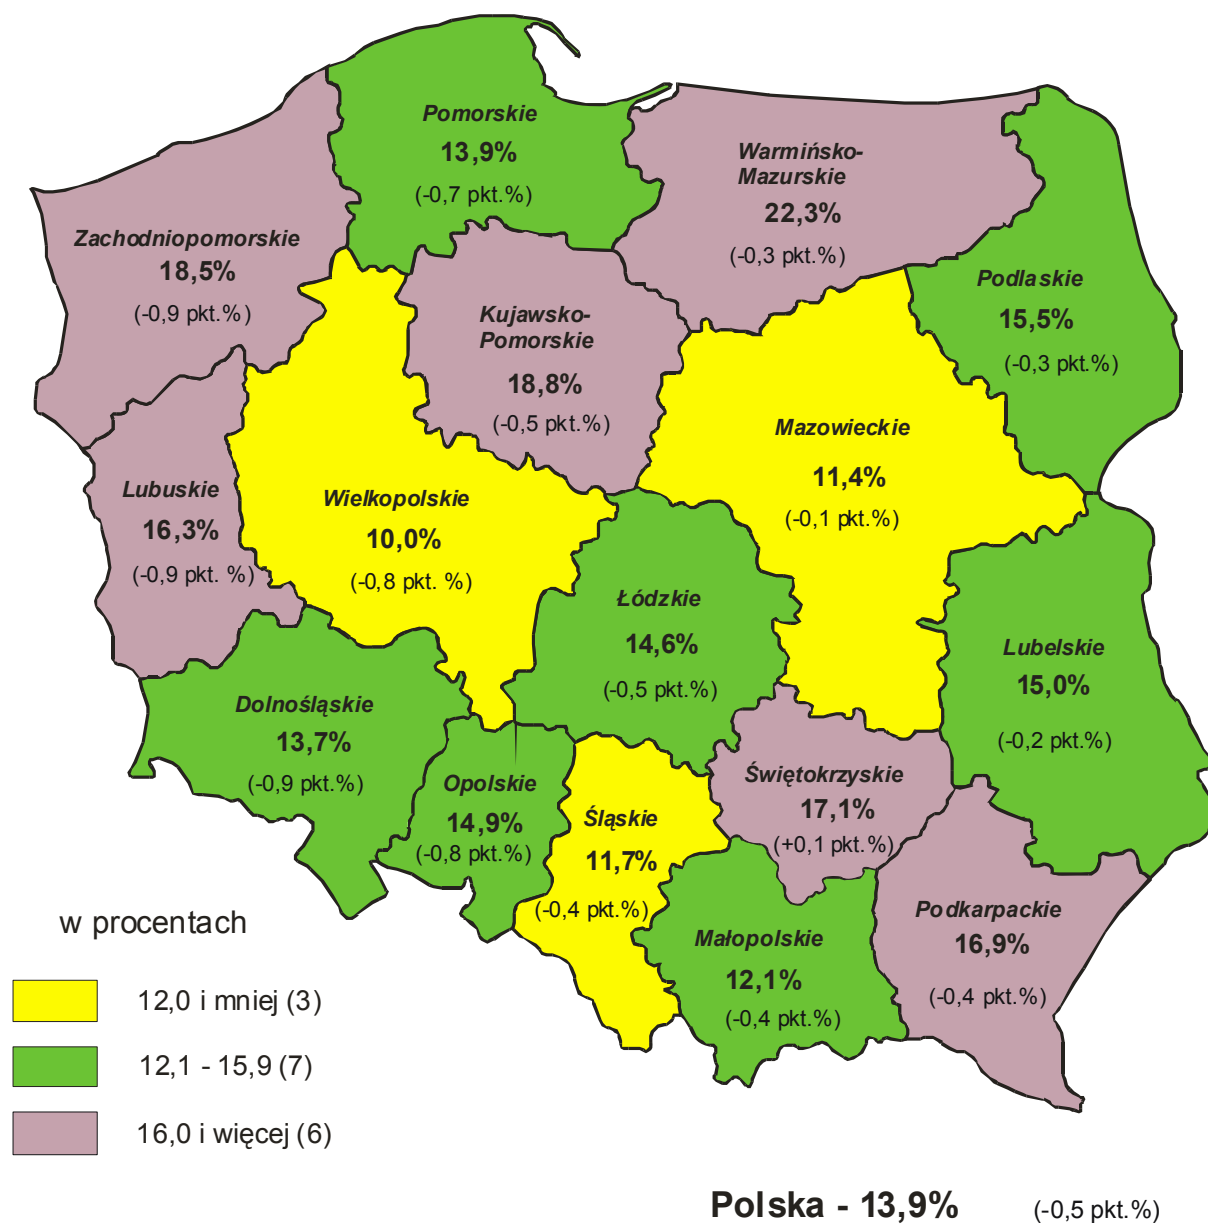 Pomorskie
13,9%
(-0,7 pkt.%)
Warmińsko-
Mazurskie
22,3%
(-0,3 pkt.%)
Zachodniopomorskie
18,5%
(-0,9 pkt.%)
Podlaskie
15,5%
(-0,3 pkt.%)
Kujawsko-
Pomorskie
18,8%
(-0,5 pkt.%)
Mazowieckie
11,4%
(-0,1 pkt.%)
Lubuskie
16,3%
(-0,9 pkt. %)
Wielkopolskie
10,0%
(-0,8 pkt. %)
Łódzkie
14,6%
(-0,5 pkt.%)
Lubelskie
15,0%
(-0,2 pkt.%)
Dolnośląskie
13,7%
(-0,9 pkt.%)
Opolskie
14,9%
(-0,8 pkt.%)
Śląskie
11,7%
(-0,4 pkt.%)
Świętokrzyskie
17,1%
(+0,1 pkt.%)
Małopolskie
12,1%
(-0,4 pkt.%)
Podkarpackie
16,9%
(-0,4 pkt.%)
w procentach
12,0 i mniej (3)
12,1 - 15,9 (7)
16,0 i więcej (6)
Polska - 13,9% (-0,5 pkt.%)